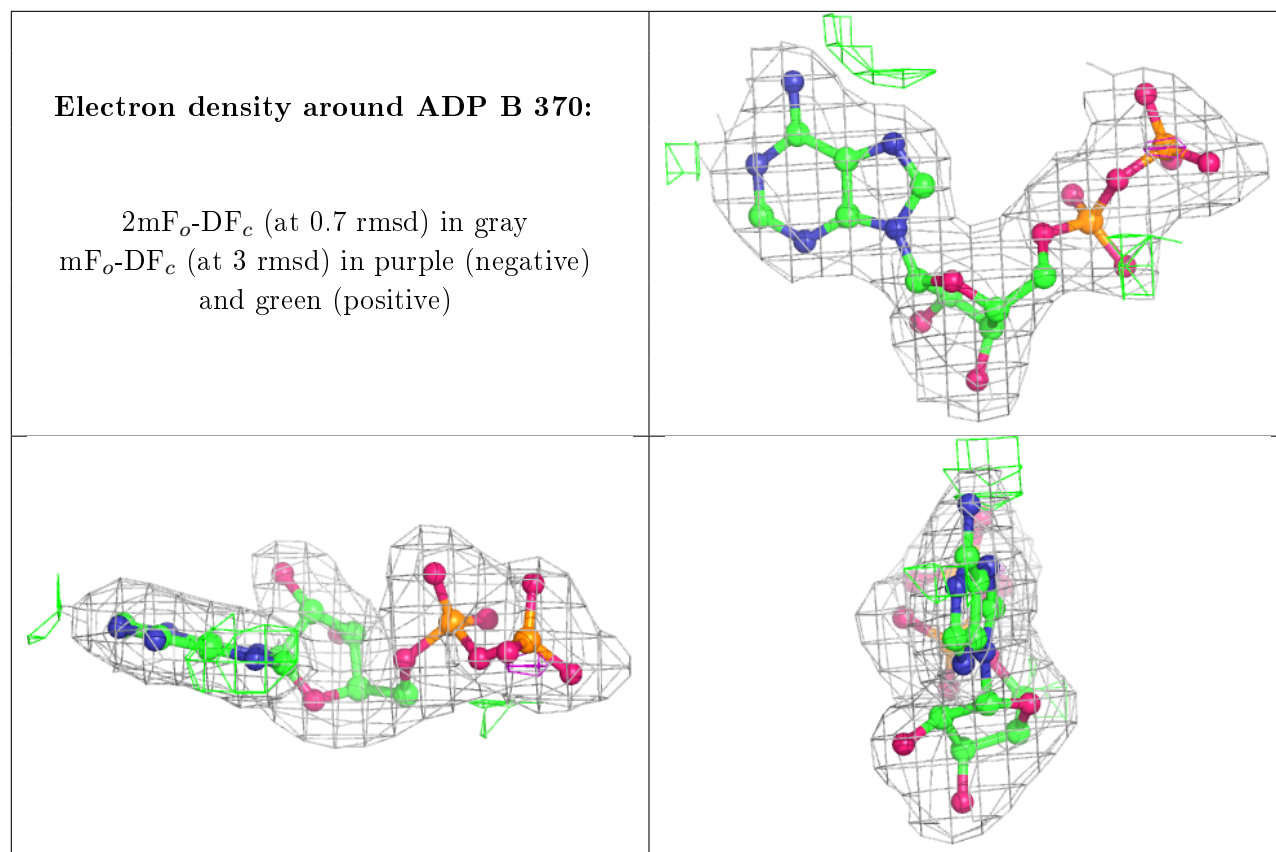 Electron density around ADP B 370:
2mFo-DFc (at 0.7 rmsd) in gray
mFo-DFc (at 3 rmsd) in purple (negative)
and green (positive)